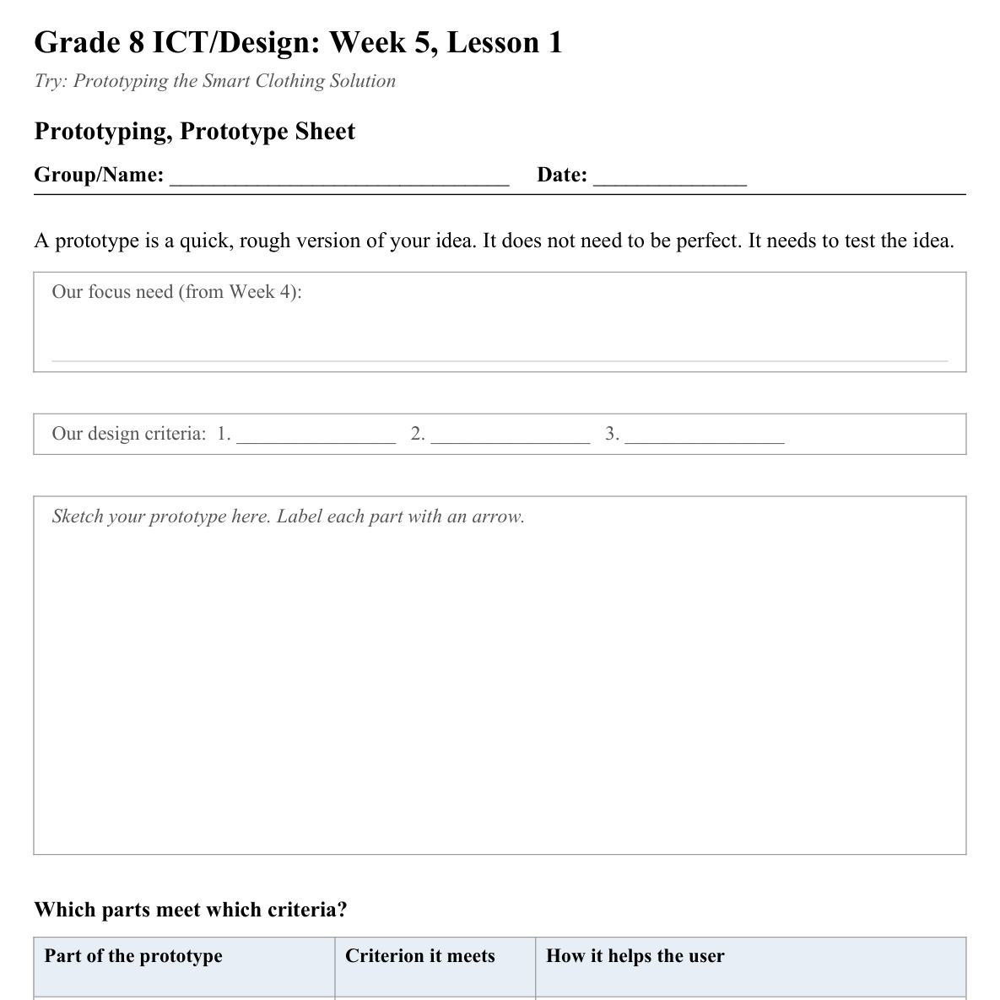 Grade 8 ICT/Design: Week 5, Lesson 1
Try: Prototyping the Smart Clothing Solution
Prototyping, Prototype Sheet
Group/Name: _______________________________ Date: ______________
A prototype is a quick, rough version of your idea. It does not need to be perfect. It needs to test the idea.
Our focus need (from Week 4):
Our design criteria: 1. ________________ 2. ________________ 3. ________________
Sketch your prototype here. Label each part with an arrow.
Which parts meet which criteria?
Part of the prototype Criterion it meets How it helps the user